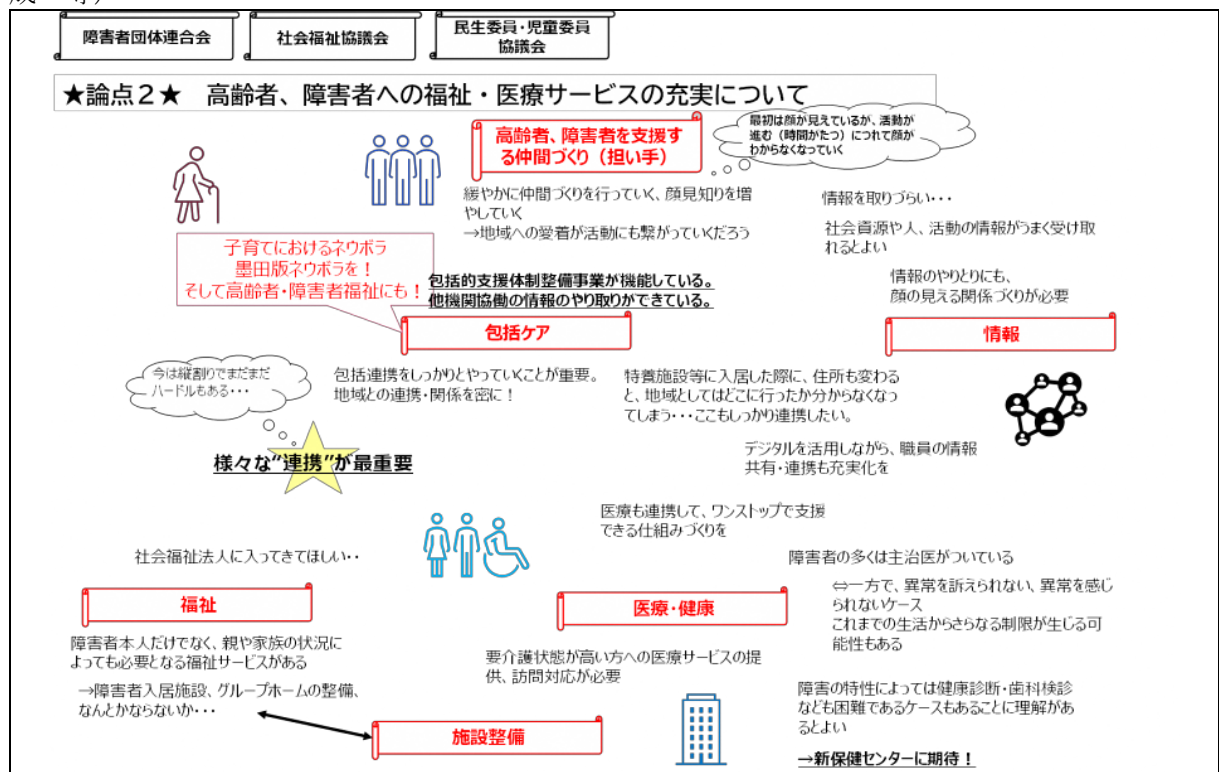 障害者団体連合会
社会福祉協議会
民生委員・児童委員
協議会
★論点2★　高齢者、障害者への福祉・医療サービスの充実について
高齢者、障害者を支援す
る仲間づくり（担い手）
最初は顔が見えているが、活動が
進む（時間がたつ）につれて顔が
わからなくなっていく
緩やかに仲間づくりを行っていく、顔見知りを増
やしていく
→地域への愛着が活動にも繋がっていくだろう
情報を取りづらい・・・
社会資源や人、活動の情報がうまく受け取
れるとよい
情報のやりとりにも、
顔の見える関係づくりが必要
情報
子育てにおけるネウボラ
墨田版ネウボラを！
そして高齢者・障害者福祉にも！
包括的支援体制整備事業が機能している。
他機関協働の情報のやり取りができている。
包括ケア
今は縦割りでまだまだ
ハードルもある・・・
包括連携をしっかりとやっていくことが重要。
地域との連携・関係を密に！
特養施設等に入居した際に、住所も変わる
と、地域としてはどこに行ったか分からなくなっ
てしまう・・・ここもしっかり連携したい。
デジタルを活用しながら、職員の情報
共有・連携も充実化を
様々な“連携”が最重要
医療も連携して、ワンストップで支援
できる仕組みづくりを
社会福祉法人に入ってきてほしい・・
福祉
障害者本人だけでなく、親や家族の状況に
よっても必要となる福祉サービスがある
→障害者入居施設、グループホームの整備、
なんとかならないか・・・
施設整備
医療・健康
要介護状態が高い方への医療サービスの提
供、訪問対応が必要
障害者の多くは主治医がついている
⇔一方で、異常を訴えられない、異常を感じ
られないケース
これまでの生活からさらなる制限が生じる可
能性もある
障害の特性によっては健康診断・歯科検診
なども困難であるケースもあることに理解があ
るとよい
→新保健センターに期待！